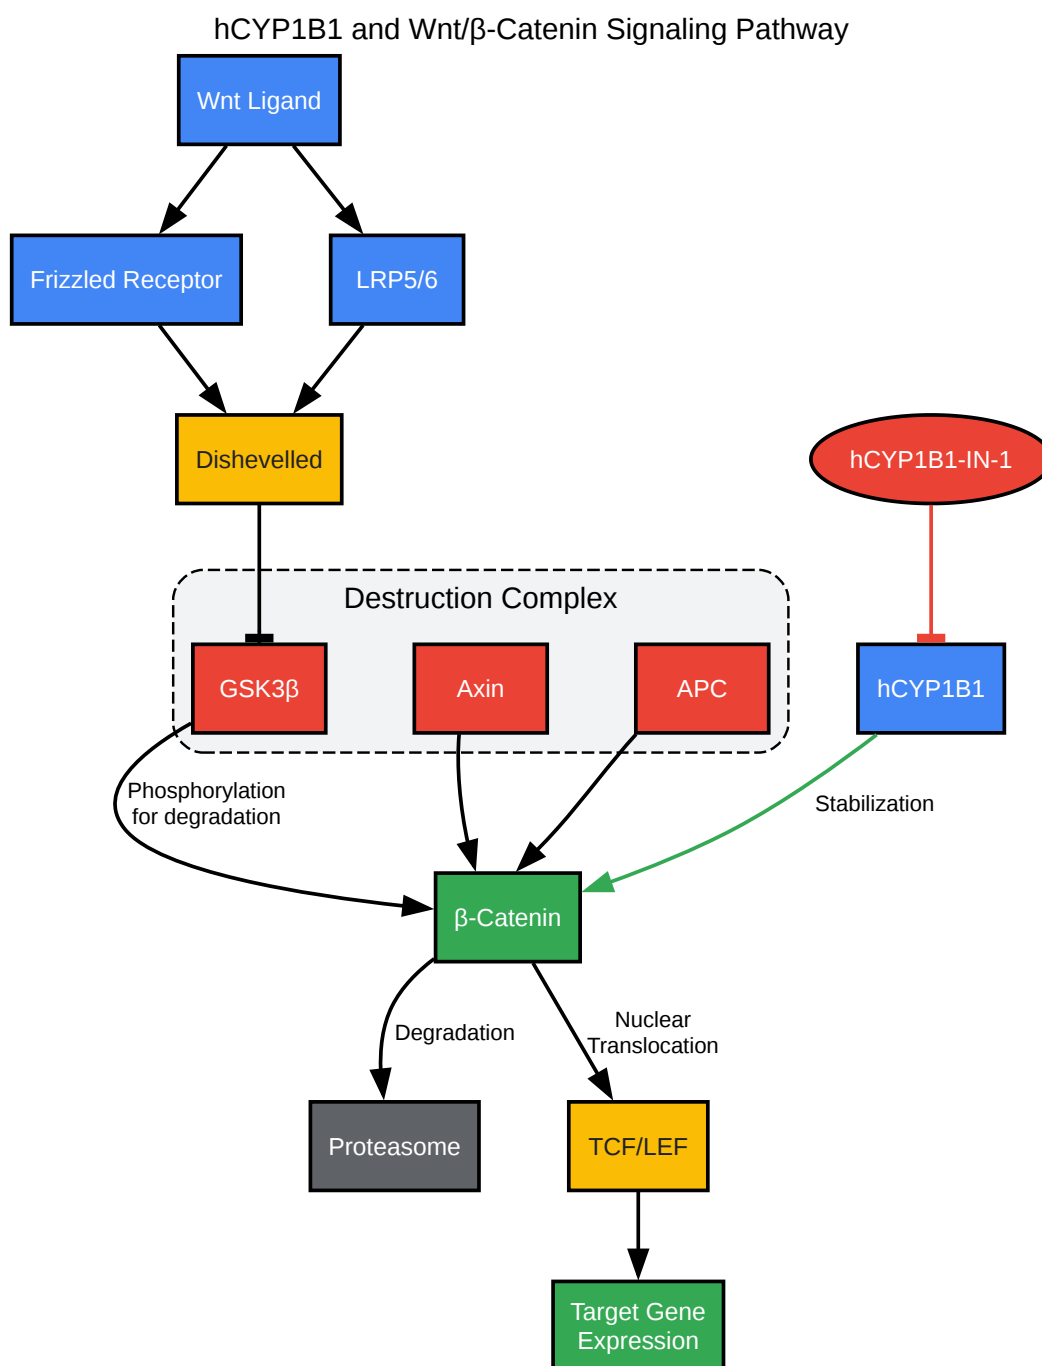 hCYP1B1 and Wnt/β-Catenin Signaling Pathway
Wnt Ligand
Frizzled Receptor
LRP5/6
Dishevelled
hCYP1B1-IN-1
Destruction Complex
GSK3β
Axin
APC
hCYP1B1
Phosphorylation
for degradation
Stabilization
β-Catenin
Degradation
Nuclear
Translocation
Proteasome
TCF/LEF
Target Gene
Expression